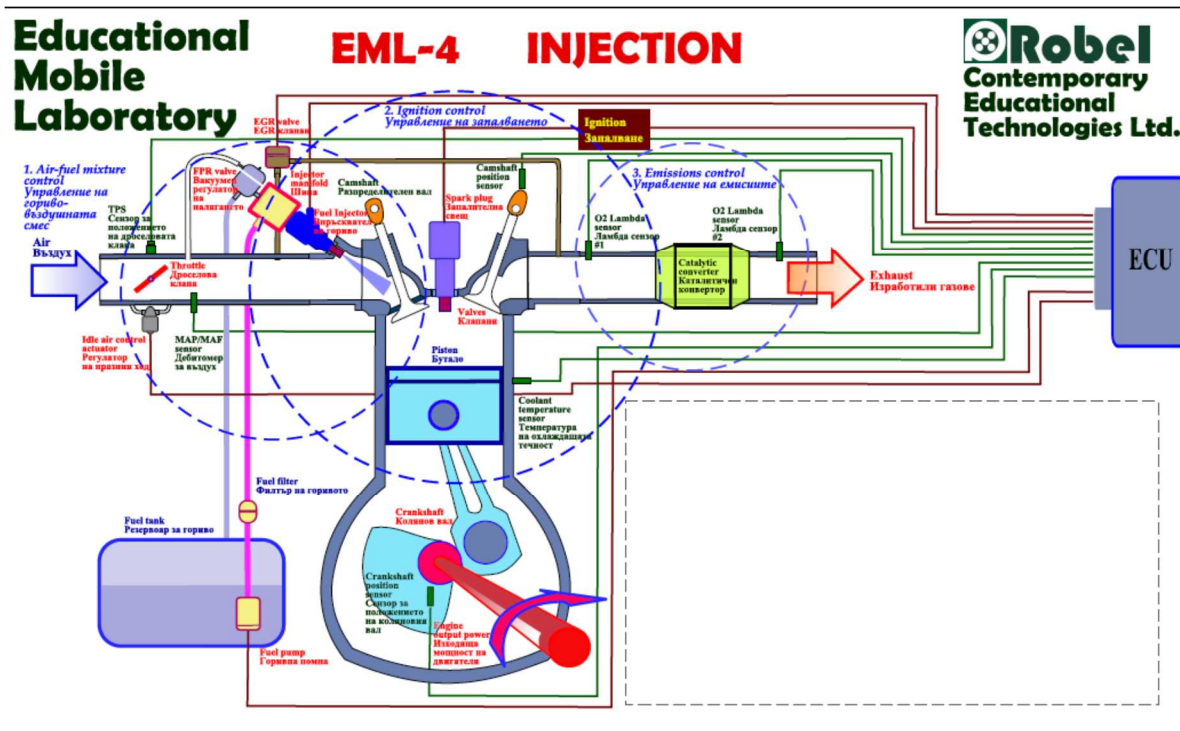 Educational
Mobile
Laboratory
EML-4 INJECTION
Robel
Contemporary
Educational
Technologies Ltd.
1. Air-fuel mixture
control
Управление на
гориво-
въздушната
смес
2. Ignition control
Управление на запалването
3. Emissions control
Управление на емисиите
EGR valve
EGR клапан
Ignition
Запалване
FPR valve
Вакуумен
регулатор
на
налягането
Injector
manifold
Шина
Fuel Injector
Впръсквател
на гориво
Camshaft
Разпределителен вал
Camshaft
position
sensor
Spark plug
Запалителна
свещ
TPS
Сензор за
положението
на дроселовата
клапа
O2 Lambda
sensor
Ламбда сензор
#1
O2 Lambda
sensor
Ламбда сензор
#2
Air
Въздух
Throttle
Дроселова
клапа
Catalytic
converter
Каталитичен
конвертор
Exhaust
Изработили газове
ECU
Idle air control
actuator
Регулатор
на празния ход
MAP/MAF
sensor
Дебитомер
за въздух
Valves
Клапани
Piston
Бутало
Coolant
temperature
sensor
Температура
на охлаждащата
течност
Fuel filter
Филтър на горивото
Fuel tank
Резервоар за гориво
Crankshaft
Колянов вал
Crankshaft
position
sensor
Сензор за
положението
на коляновия
вал
Engine
output power
Изходяща
мощност на
двигателя
Fuel pump
Горивна помпа